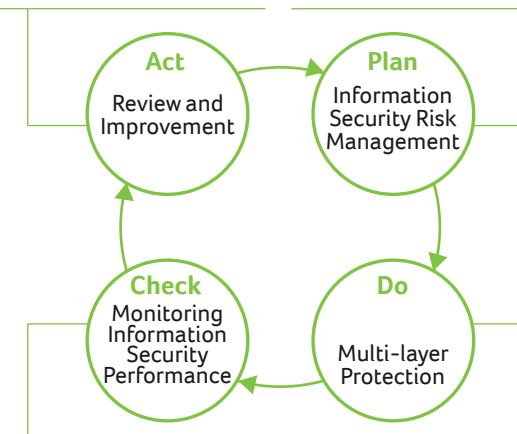 Act
Review and
Improvement
Plan
Information
Security Risk
Management
Check
Monitoring
Information
Security
Performance
Do
Multi-layer
Protection